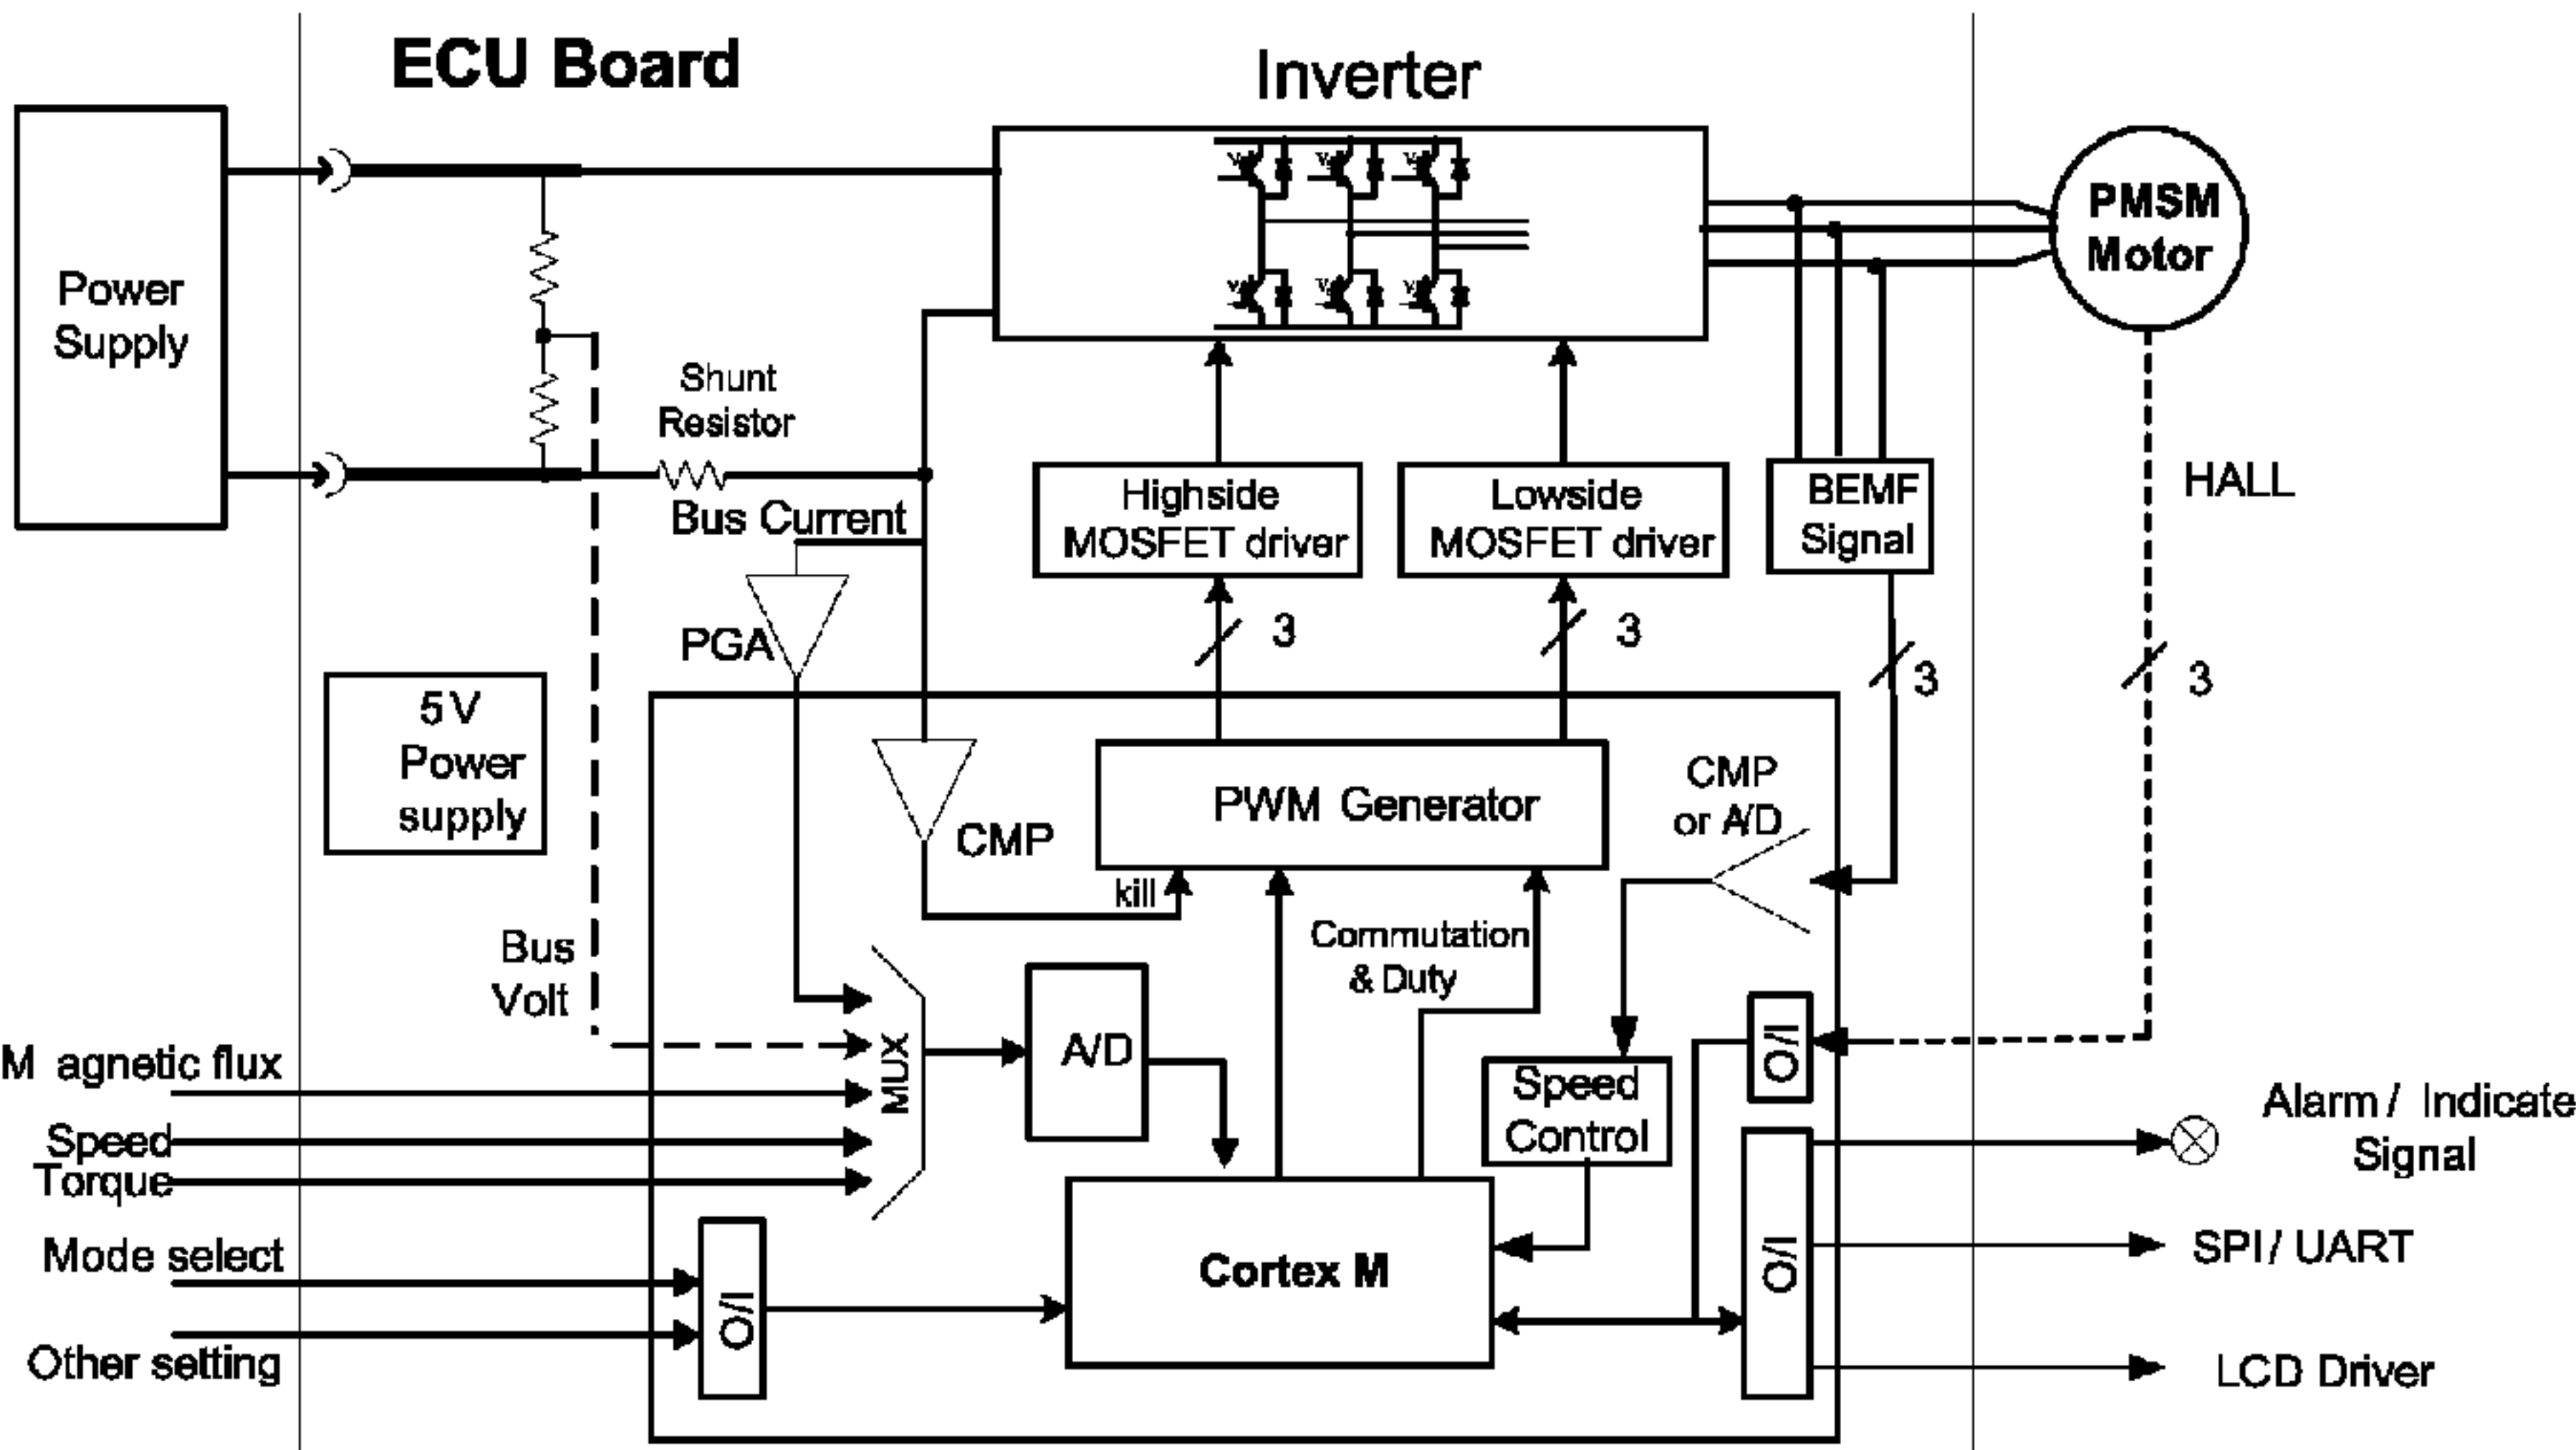 ECU Board
Inverter
Power
Supply
PMSM
Motor
Shunt
Resistor
Bus Current
Highside
MOSFET driver
Lowside
MOSFET driver
BEMF
Signal
HALL
PGA
3
3
3
3
5V
Power
supply
CMP
PWM Generator
CMP
or A/D
kill
Commutation
& Duty
Bus
Volt
MUX
A/D
Speed
Control
O/I
M agnetic flux
Speed
Torque
Mode select
Other setting
O/I
Cortex M
O/I
Alarm / Indicate
Signal
SPI / UART
LCD Driver